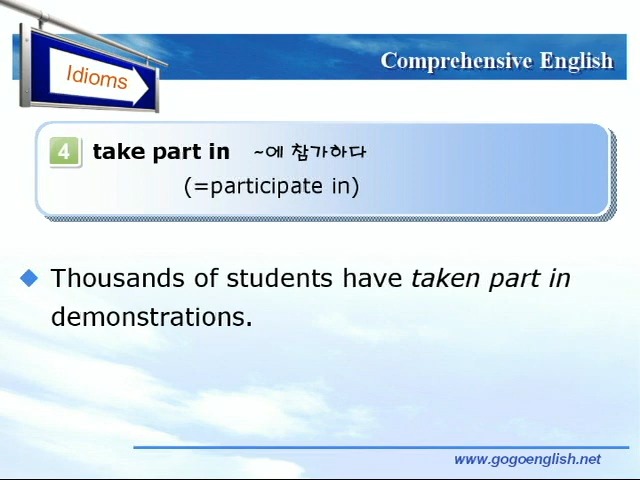 Idioms
Comprehensive English
4 take part in ~에 참가하다
(=participate in)
Thousands of students have taken part in
demonstrations.
www.gogoenglish.net